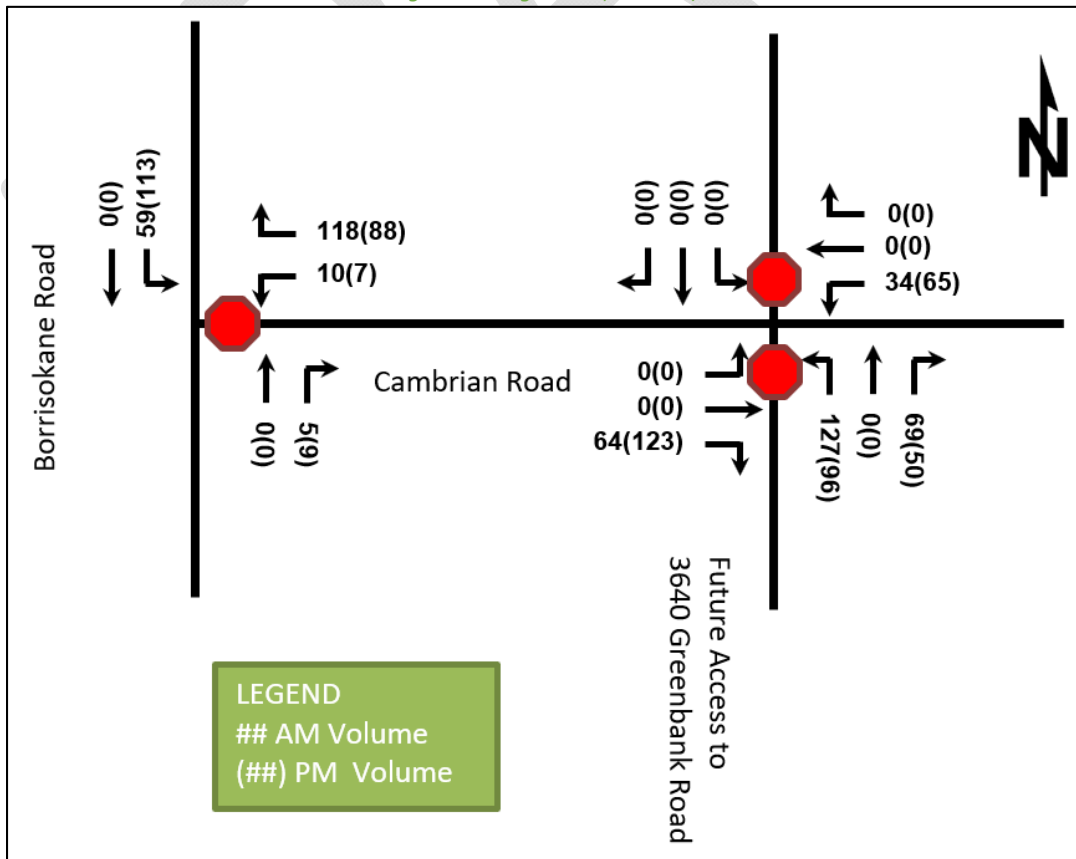 N
0(0)
59(113)
118(88)
10(7)
0(0)
5(9)
Borrisokane Road
Cambrian Road
0(0)
0(0)
0(0)
0(0)
0(0)
34(65)
0(0)
0(0)
64(123)
127(96)
0(0)
69(50)
Future Access to
3640 Greenbank Road
LEGEND
## AM Volume
(##) PM Volume